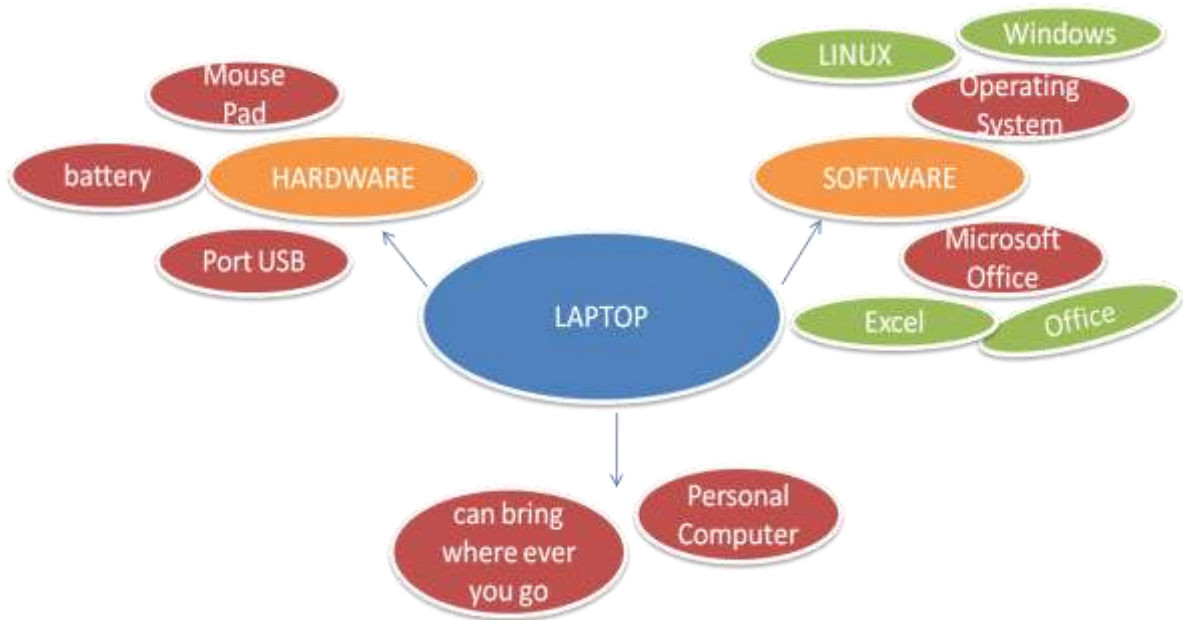 Windows
LINUX
Mouse
Pad
Operating
System
battery
HARDWARE
SOFTWARE
Port USB
Microsoft
Office
LAPTOP
Excel
Office
can bring
where ever
you go
Personal
Computer